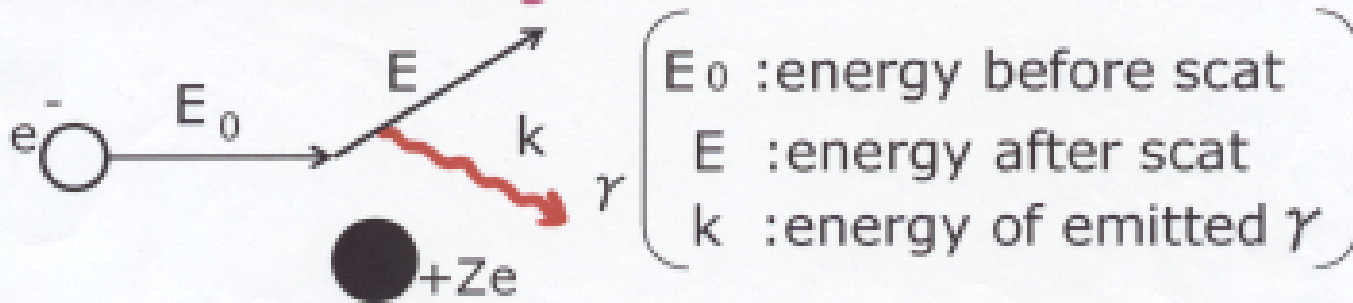 e⁻
E₀
E
k
γ
+Ze
E₀ :energy before scat
E :energy after scat
k :energy of emitted γ